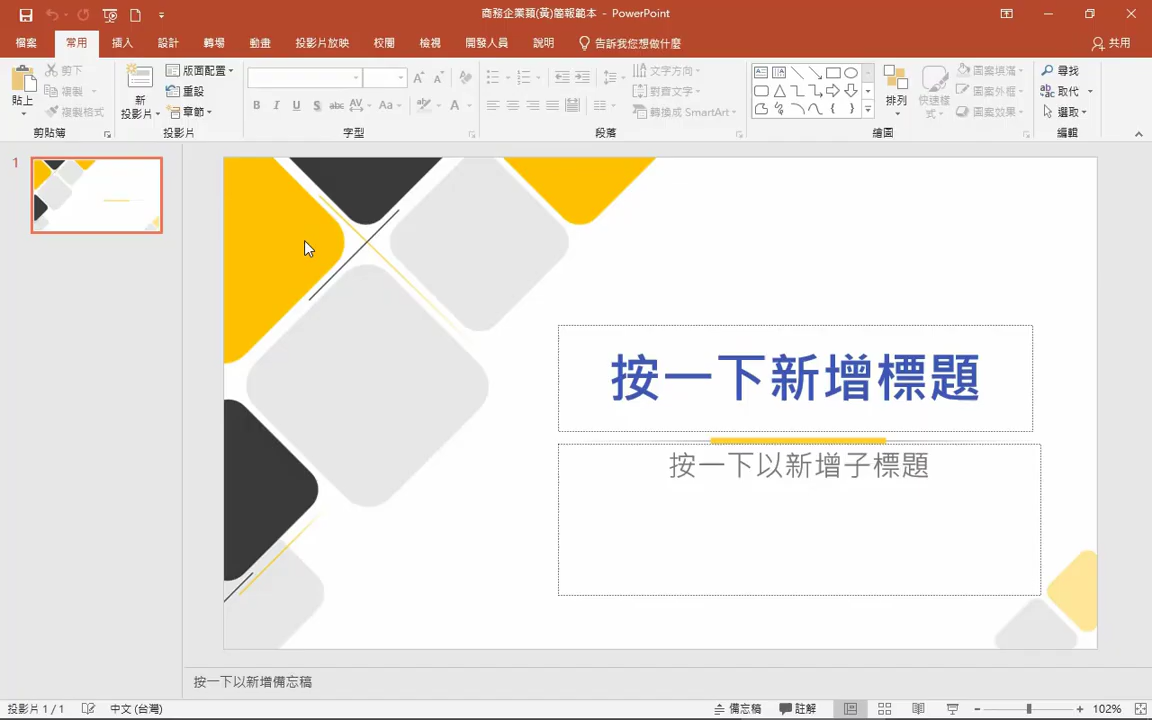 商務企業類(黃)簡報範本 - PowerPoint
檔案 常用 插入 設計 轉場 動畫 投影片放映 校閱 檢視 開發人員 說明 告訴我您想做什麼 共用
貼上
剪下
複製
複製格式
剪貼簿
新
投影片
版面配置
重設
章節
投影片
B I U S abc AV Aa A
字型
文字方向
對齊文字
轉換成 SmartArt
段落
排列
快速樣
式
圖案填滿
圖案外框
圖案效果
繪圖
尋找
取代
選取
編輯
1
按一下新增標題
按一下以新增子標題
按一下以新增備忘稿
投影片 1 / 1 中文 (台灣) 備忘稿 註解 102%